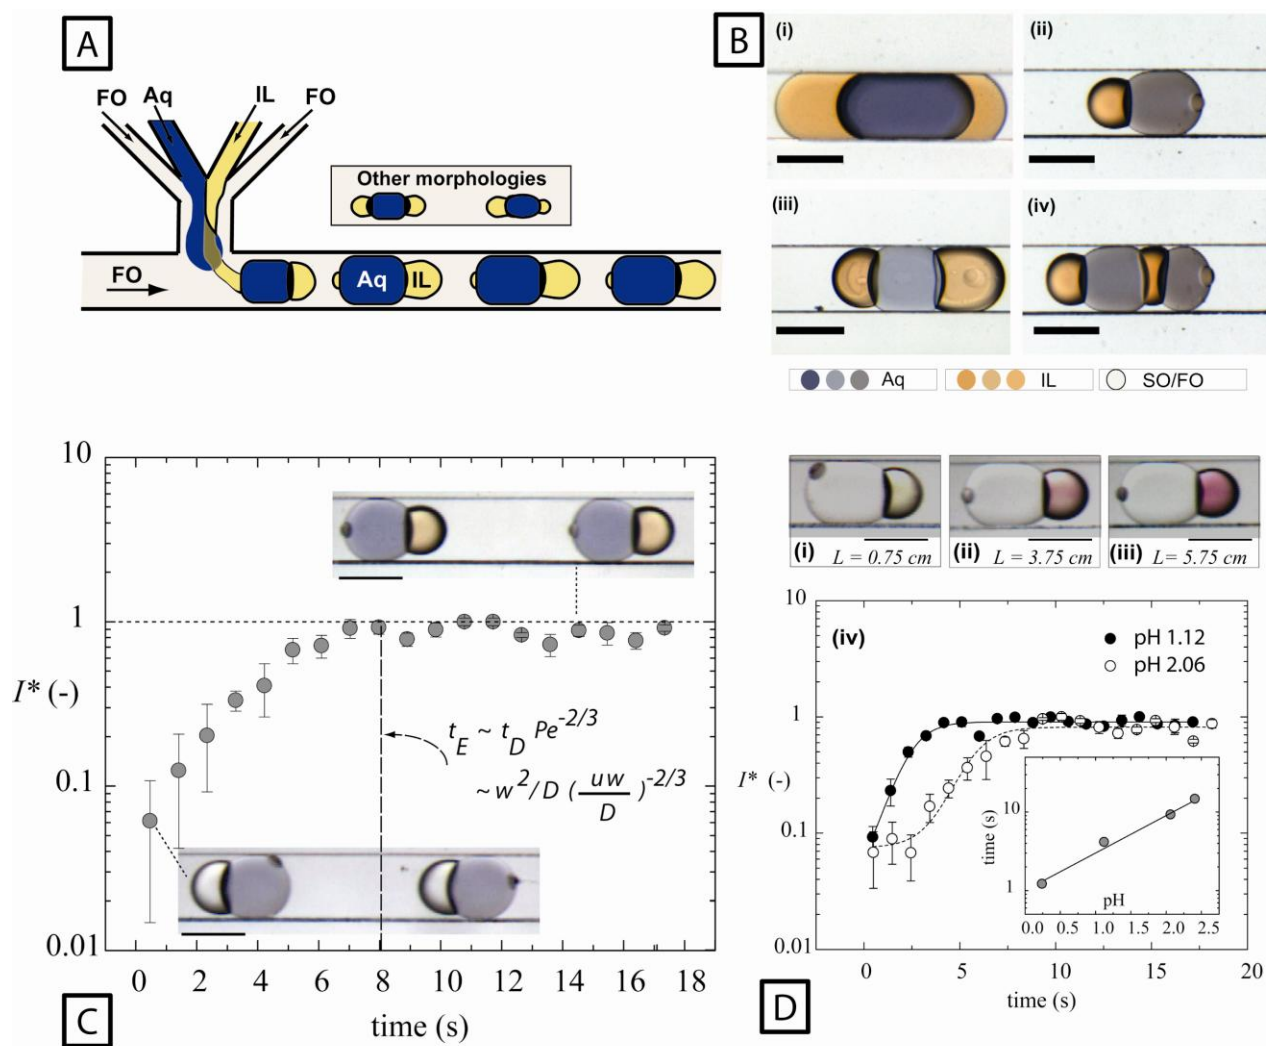 A
FO Aq IL FO
Other morphologies
FO
Aq IL
B
(i)
(ii)
(iii)
(iv)
Aq
IL
SO/FO
C
10
1
0.1
0.01
I* (-)
t_E ~ t_D Pe^-2/3
~ w^2/D (uw/D)^-2/3
0 2 4 6 8 10 12 14 16 18
time (s)
D
(i) L = 0.75 cm
(ii) L = 3.75 cm
(iii) L= 5.75 cm
(iv)
pH 1.12
pH 2.06
10
1
0.1
0.01
I* (-)
time (s)
10
1
pH
0.0 0.5 1.0 1.5 2.0 2.5
0 5 10 15 20
time (s)